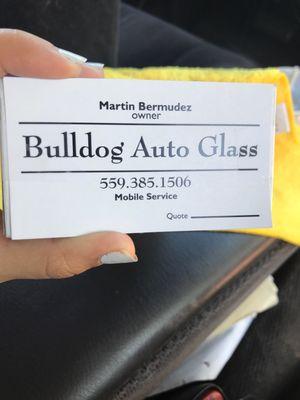 Martin Bermudez
owner
Bulldog Auto Glass
559.385.1506
Mobile Service
Quote